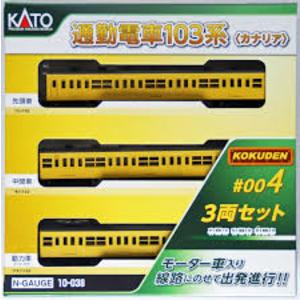 KATO
通勤電車103系〈カナリア〉
先頭車
KOKUDEN
#004
中間車
3両セット
動力車
モーター車入り
線路にのせて出発進行!!
N-GAUGE 10-036